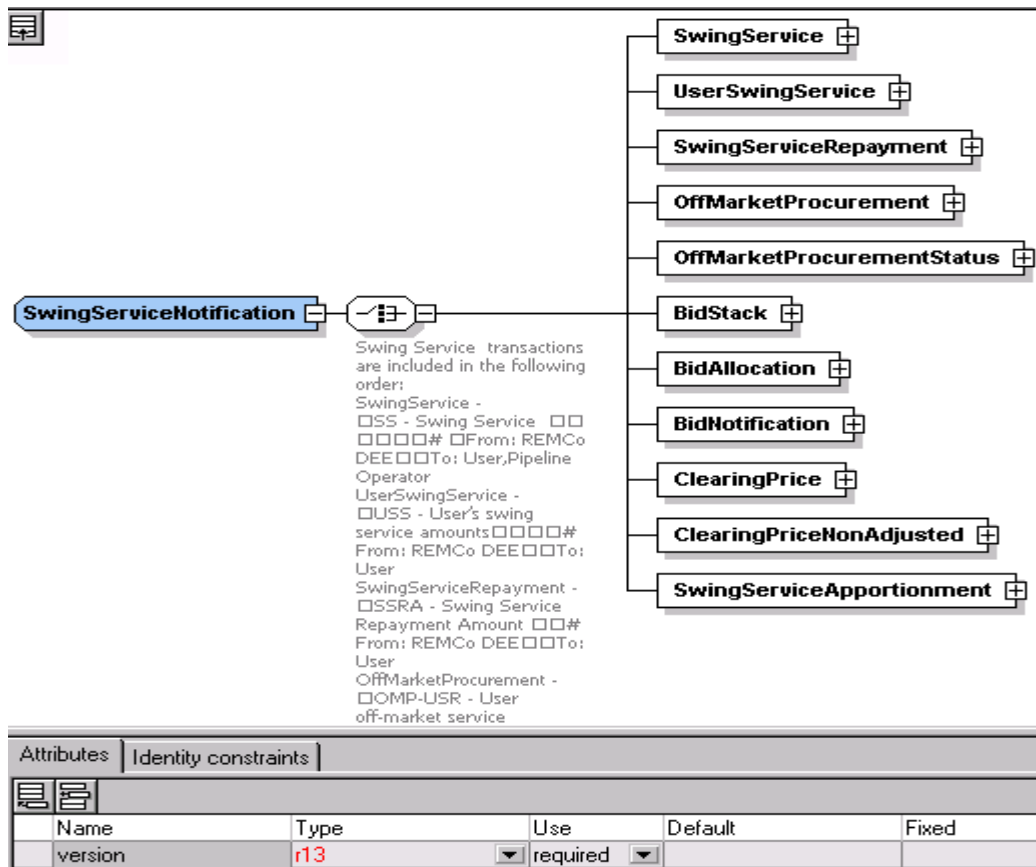 SwingService
UserSwingService
SwingServiceRepayment
OffMarketProcurement
OffMarketProcurementStatus
SwingServiceNotification
BidStack
BidAllocation
BidNotification
ClearingPrice
ClearingPriceNonAdjusted
SwingServiceApportionment
Swing Service transactions
are included in the following
order:
SwingService -
□SS - Swing Service □□
□□□□# □From: REMCo
DEE□□To: User,Pipeline
Operator
UserSwingService -
□USS - User's swing
service amounts□□□□#
From: REMCo DEE□□To:
User
SwingServiceRepayment -
□SSRA - Swing Service
Repayment Amount □□#
From: REMCo DEE□□To:
User
OffMarketProcurement -
□OMP-USR - User
off-market service
Attributes Identity constraints
Name Type Use Default Fixed
version r13 required